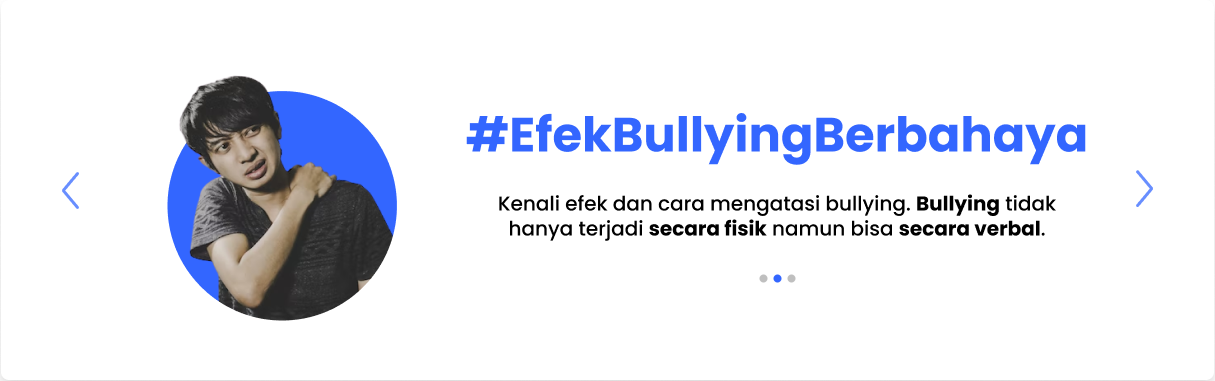 #EfekBullyingBerbahaya
Kenali efek dan cara mengatasi bullying. Bullying tidak
hanya terjadi secara fisik namun bisa secara verbal.